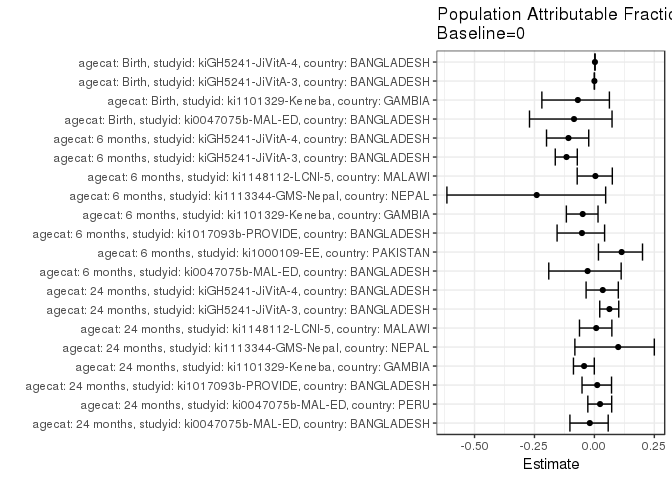 Population Attributable Fractio
Baseline=0
agecat: Birth, studyid: kiGH5241-JiVitA-4, country: BANGLADESH
agecat: Birth, studyid: kiGH5241-JiVitA-3, country: BANGLADESH
agecat: Birth, studyid: ki1101329-Keneba, country: GAMBIA
agecat: Birth, studyid: ki0047075b-MAL-ED, country: BANGLADESH
agecat: 6 months, studyid: kiGH5241-JiVitA-4, country: BANGLADESH
agecat: 6 months, studyid: kiGH5241-JiVitA-3, country: BANGLADESH
agecat: 6 months, studyid: ki1148112-LCNI-5, country: MALAWI
agecat: 6 months, studyid: ki1113344-GMS-Nepal, country: NEPAL
agecat: 6 months, studyid: ki1101329-Keneba, country: GAMBIA
agecat: 6 months, studyid: ki1017093b-PROVIDE, country: BANGLADESH
agecat: 6 months, studyid: ki1000109-EE, country: PAKISTAN
agecat: 6 months, studyid: ki0047075b-MAL-ED, country: BANGLADESH
agecat: 24 months, studyid: kiGH5241-JiVitA-4, country: BANGLADESH
agecat: 24 months, studyid: kiGH5241-JiVitA-3, country: BANGLADESH
agecat: 24 months, studyid: ki1148112-LCNI-5, country: MALAWI
agecat: 24 months, studyid: ki1113344-GMS-Nepal, country: NEPAL
agecat: 24 months, studyid: ki1101329-Keneba, country: GAMBIA
agecat: 24 months, studyid: ki1017093b-PROVIDE, country: BANGLADESH
agecat: 24 months, studyid: ki0047075b-MAL-ED, country: PERU
agecat: 24 months, studyid: ki0047075b-MAL-ED, country: BANGLADESH
-0.50 -0.25 0.00 0.25
Estimate